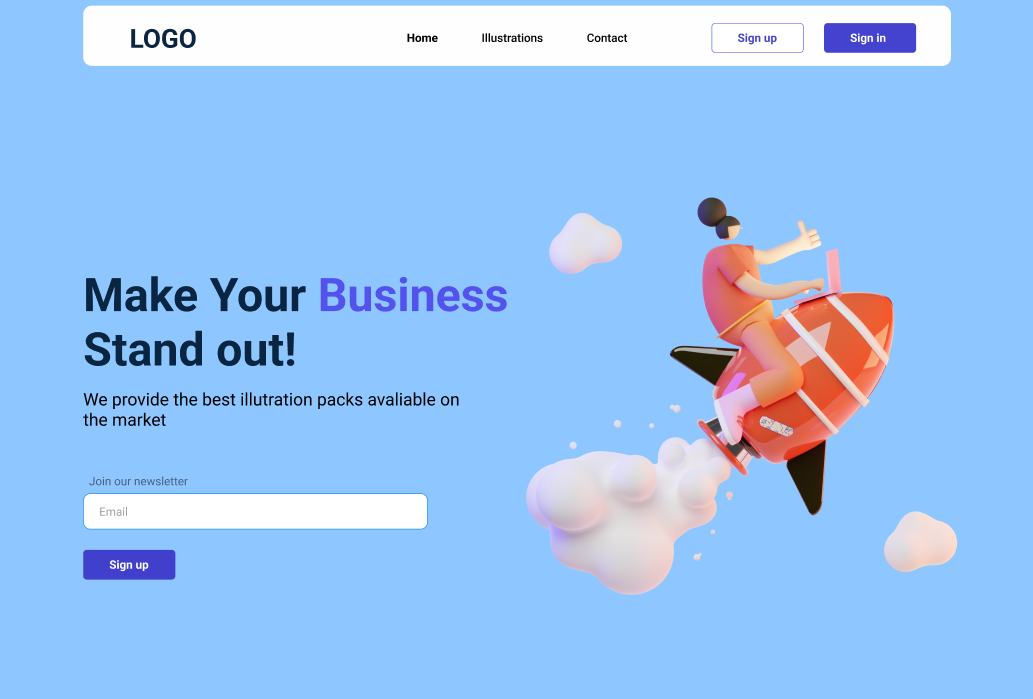 LOGO
Home
Illustrations
Contact
Sign up
Sign in
Make Your Business
Stand out!
We provide the best illutration packs avaliable on
the market
Join our newsletter
Email
Sign up